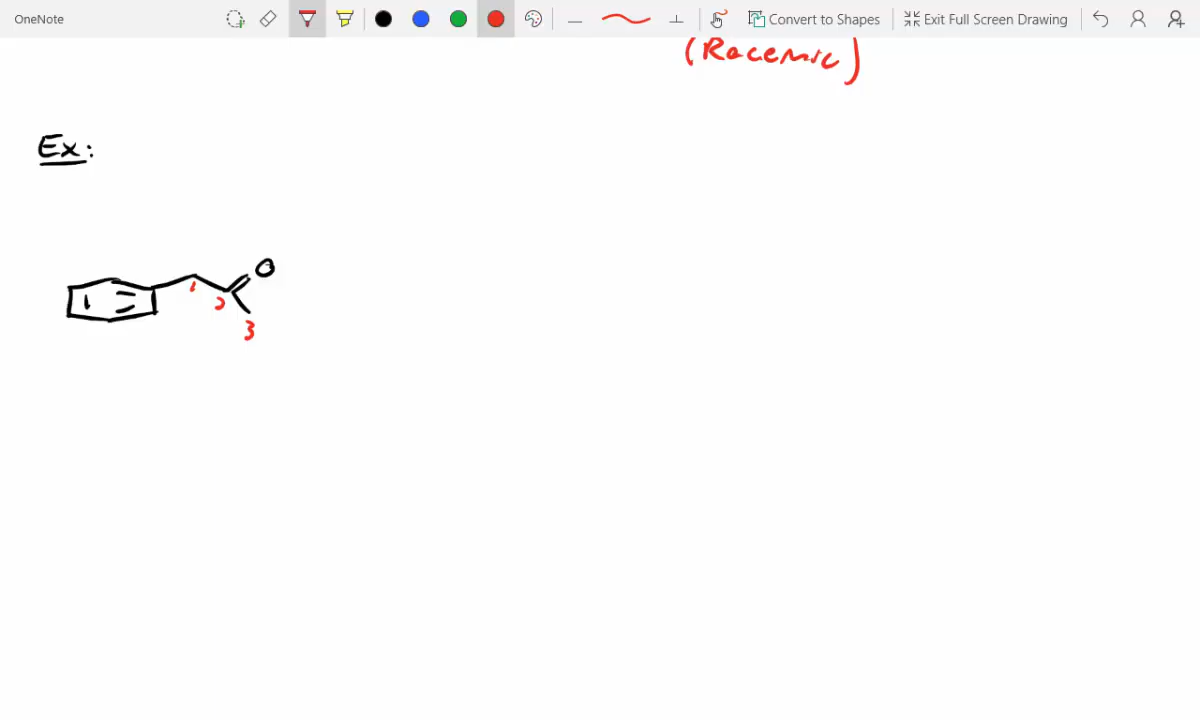 OneNote Convert to Shapes Exit Full Screen Drawing
(Racemic)
Ex:
O
1
2
3